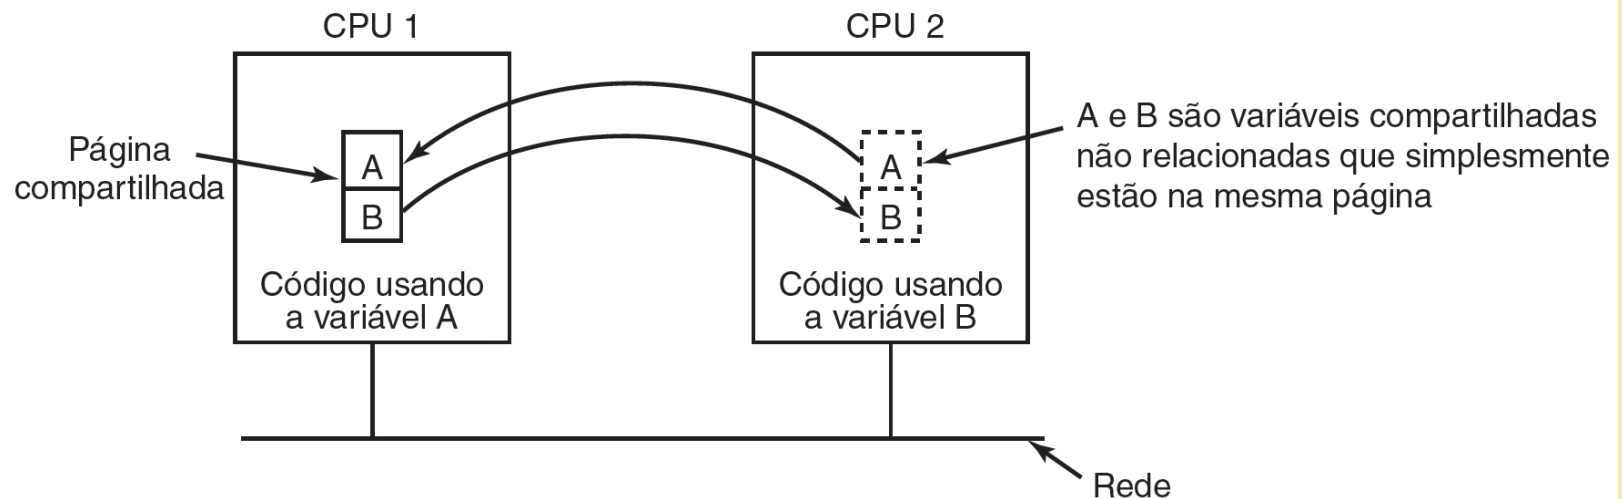 CPU 1
CPU 2
Página
compartilhada
A
B
A
B
A e B são variáveis compartilhadas
não relacionadas que simplesmente
estão na mesma página
Código usando
a variável A
Código usando
a variável B
Rede